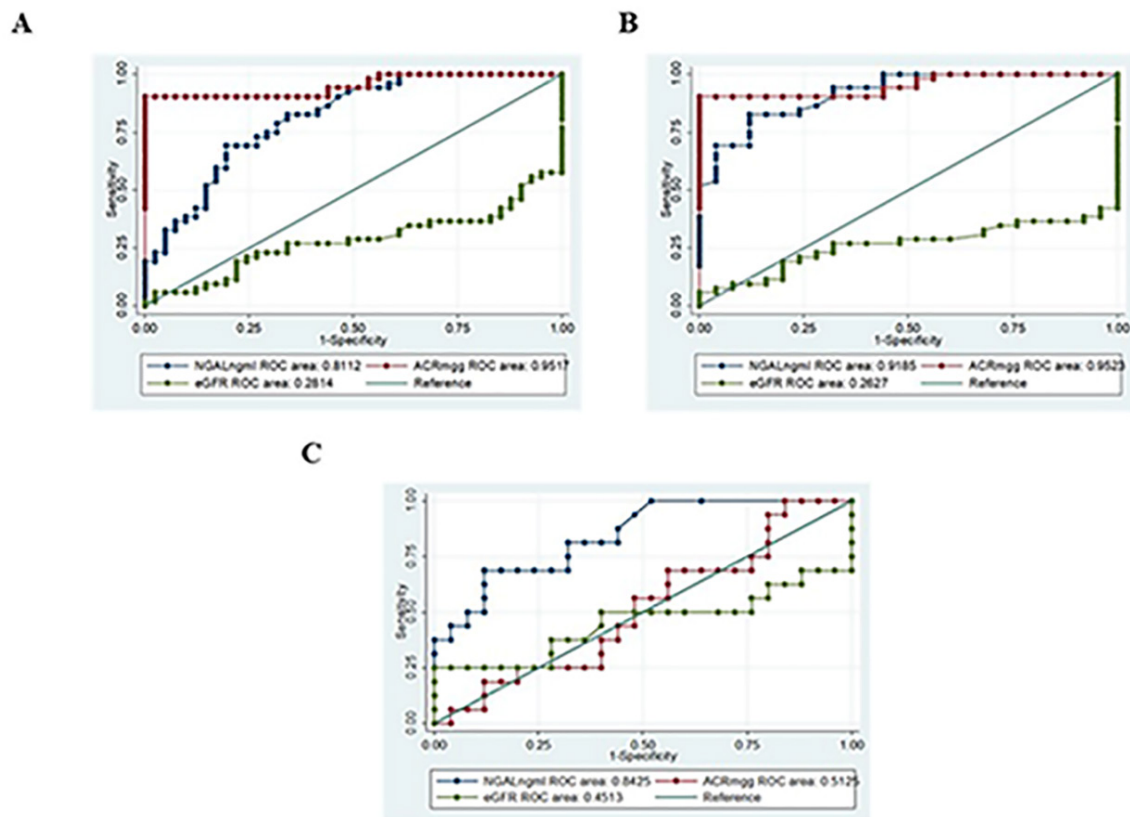 A
B
1.00
0.75
0.50
0.25
0.00
Sensitivity
0.00 0.25 0.50 0.75 1.00
1-Specificity
NGALngml ROC area: 0.8112 ACRmgg ROC area: 0.9517
eGFR ROC area: 0.2814 Reference
1.00
0.75
0.50
0.25
0.00
Sensitivity
0.00 0.25 0.50 0.75 1.00
1-Specificity
NGALngml ROC area: 0.9185 ACRmgg ROC area: 0.9523
eGFR ROC area: 0.2627 Reference
C
1.00
0.75
0.50
0.25
0.00
Sensitivity
0.00 0.25 0.50 0.75 1.00
1-Specificity
NGALngml ROC area: 0.8425 ACRmgg ROC area: 0.5125
eGFR ROC area: 0.4513 Reference